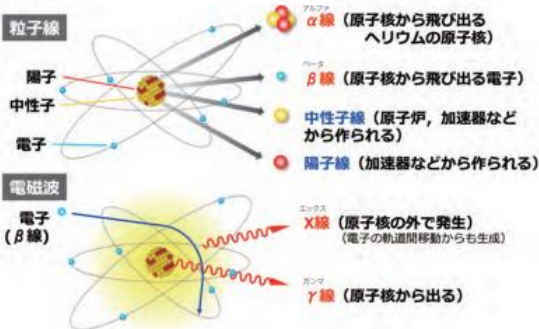 粒子線
陽子
中性子
電子
アルファ
α線（原子核から飛び出る
ヘリウムの原子核）
ベータ
β線（原子核から飛び出る電子）
中性子線（原子炉，加速器など
から作られる）
陽子線（加速器などから作られる）
電磁波
電子
(β線)
エックス
X線（原子核の外で発生）
（電子の軌道間移動からも生成）
ガンマ
γ線（原子核から出る）